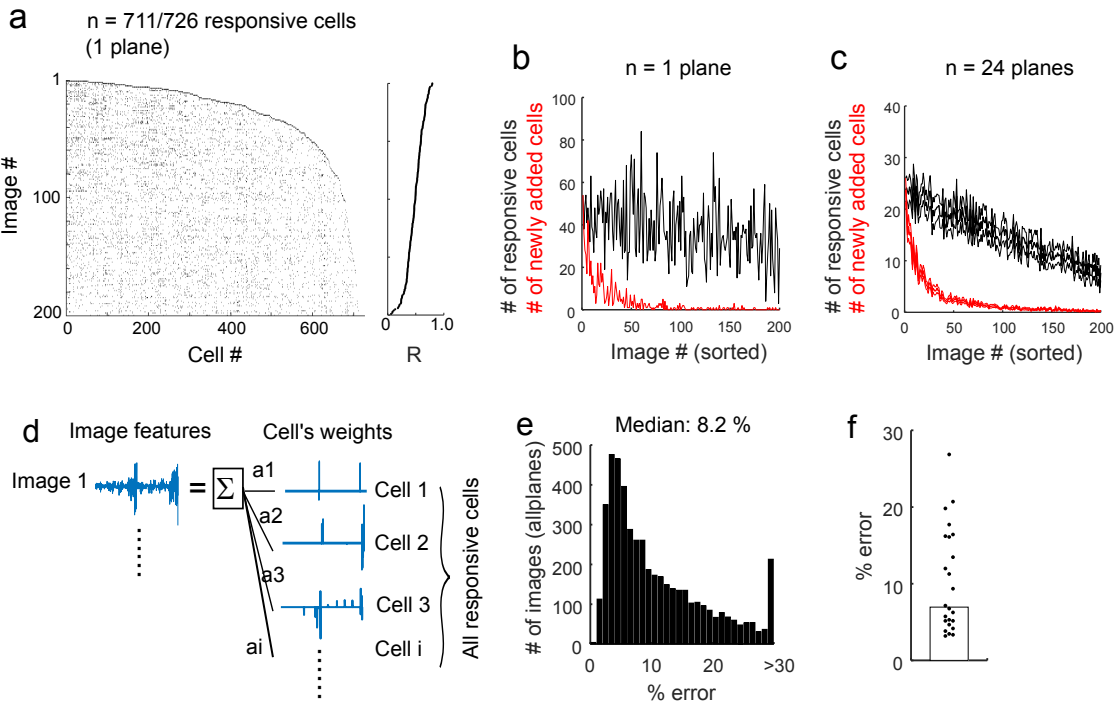 a
n = 711/726 responsive cells
(1 plane)
1
100
200
Image #
0
200
400
600
Cell #
0
1.0
R
b
n = 1 plane
# of responsive cells
# of newly added cells
100
80
60
40
20
0
0
50
100
150
200
Image # (sorted)
c
n = 24 planes
# of responsive cells
# of newly added cells
40
30
20
10
0
0
50
100
150
200
Image # (sorted)
d
Image features
Cell's weights
Image 1
=
Σ
a1
a2
a3
ai
Cell 1
Cell 2
Cell 3
Cell i
All responsive cells
e
Median: 8.2 %
# of images (allplanes)
500
400
300
200
100
0
0
10
20
>30
% error
f
% error
30
20
10
0